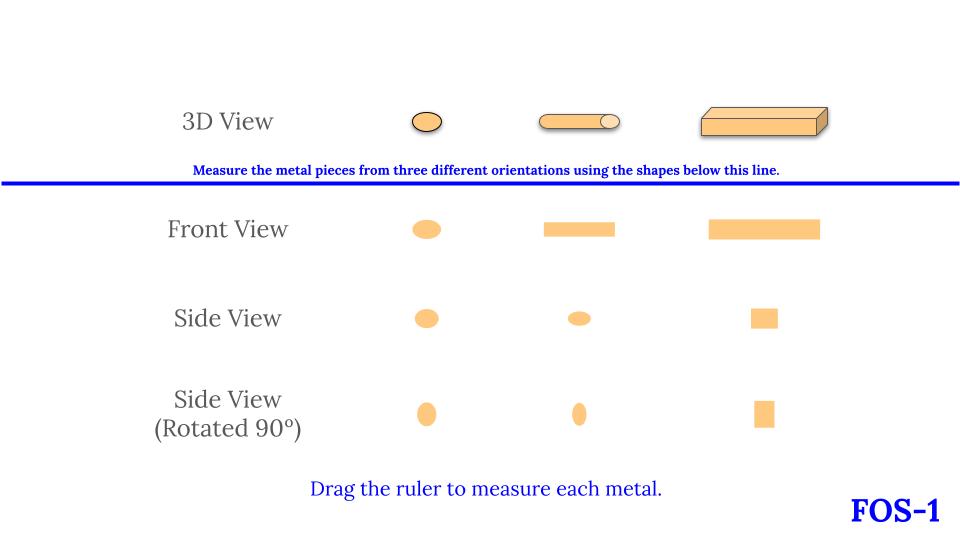 3D View
Measure the metal pieces from three different orientations using the shapes below this line.
Front View
Side View
Side View
(Rotated 90º)
Drag the ruler to measure each metal.
FOS-1